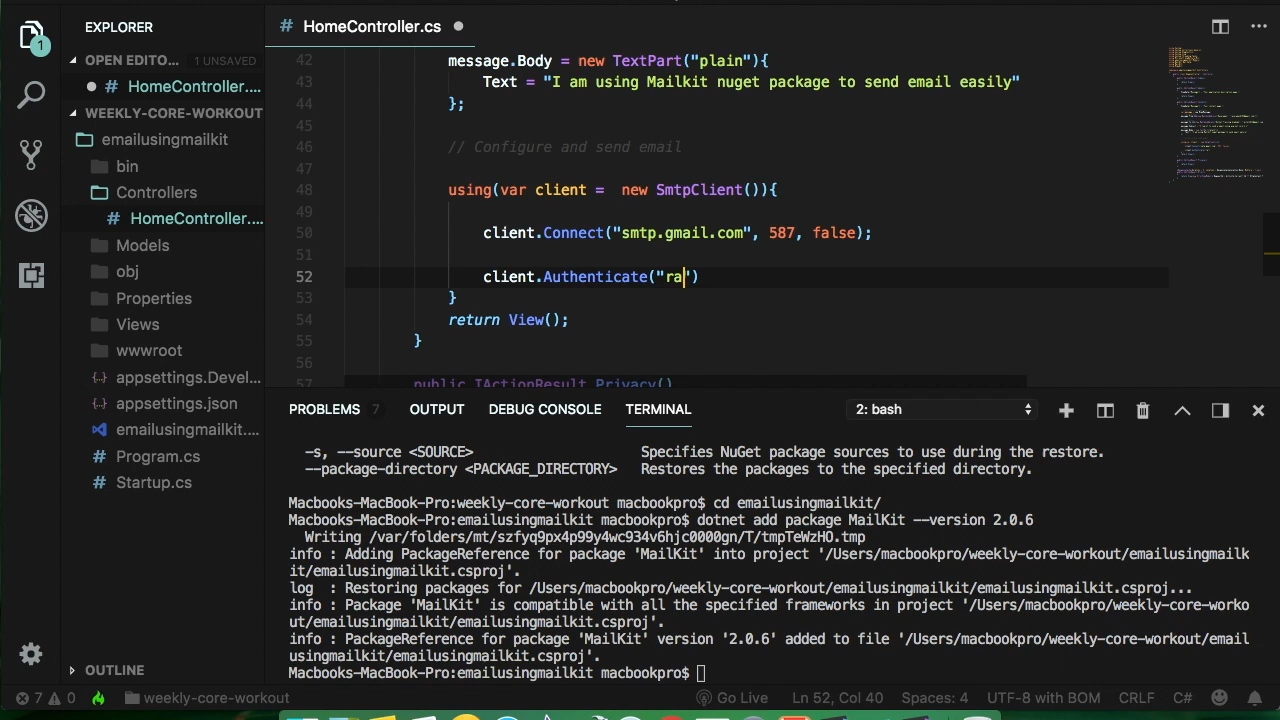 EXPLORER
# HomeController.cs
OPEN EDITO... 1 UNSAVED
# HomeController....
WEEKLY-CORE-WORKOUT
emailusingmailkit
bin
Controllers
# HomeController....
Models
obj
Properties
Views
wwwroot
{.} appsettings.Devel...
{.} appsettings.json
emailusingmailkit....
# Program.cs
# Startup.cs
OUTLINE
1
42 message.Body = new TextPart("plain"){
43 Text = "I am using Mailkit nuget package to send email easily"
44 };
45
46 // Configure and send email
47
48 using(var client =  new SmtpClient()){
49
50 client.Connect("smtp.gmail.com", 587, false);
51
52 client.Authenticate("ra")
53 }
54 return View();
55 }
56
57 public IActionResult Privacy()
PROBLEMS 7 OUTPUT DEBUG CONSOLE TERMINAL 2: bash
-s, --source <SOURCE> Specifies NuGet package sources to use during the restore.
--package-directory <PACKAGE_DIRECTORY> Restores the packages to the specified directory.
Macbooks-MacBook-Pro:weekly-core-workout macbookpro$ cd emailusingmailkit/
Macbooks-MacBook-Pro:emailusingmailkit macbookpro$ dotnet add package MailKit --version 2.0.6
Writing /var/folders/mt/szfyq9px4p99y4wc934v6hjc0000gn/T/tmpTeWzHO.tmp
info : Adding PackageReference for package 'MailKit' into project '/Users/macbookpro/weekly-core-workout/emailusingmailk
it/emailusingmailkit.csproj'.
log  : Restoring packages for /Users/macbookpro/weekly-core-workout/emailusingmailkit/emailusingmailkit.csproj...
info : Package 'MailKit' is compatible with all the specified frameworks in project '/Users/macbookpro/weekly-core-worko
ut/emailusingmailkit/emailusingmailkit.csproj'.
info : PackageReference for package 'MailKit' version '2.0.6' added to file '/Users/macbookpro/weekly-core-workout/email
usingmailkit/emailusingmailkit.csproj'.
Macbooks-MacBook-Pro:emailusingmailkit macbookpro$
7 0 weekly-core-workout Go Live Ln 52, Col 40 Spaces: 4 UTF-8 with BOM CRLF C#